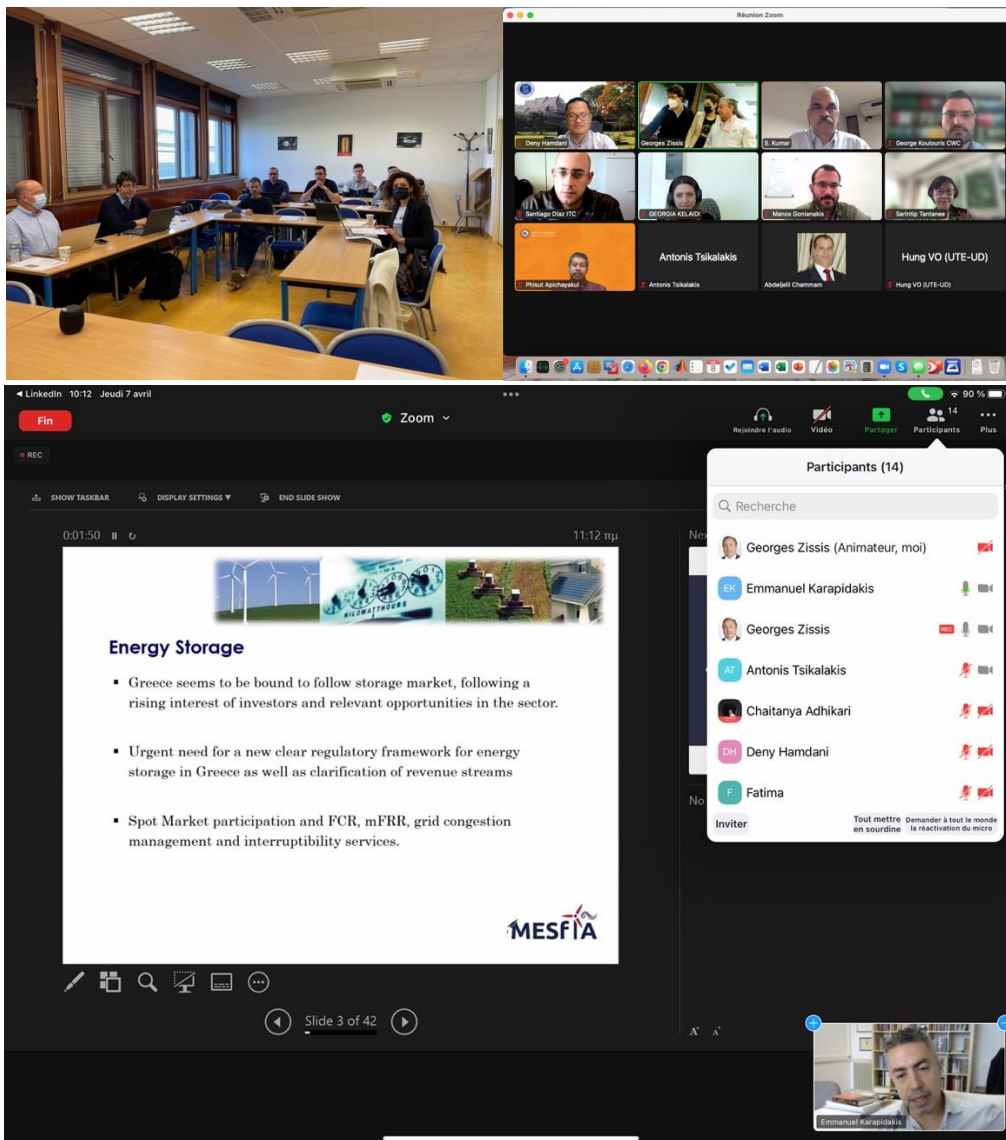 Réunion Zoom
Deny Hamdani
Georges Zissis
S. Kumar
George Koulouris CWC
Santiago Diaz ITC
GEORGIA KELAIDI
Manos Gonianakis
Sarintip Tantanee
Phisut Apichayakul
Antonis Tsikalakis
Antonis Tsikalakis
Abdeljelil Chammam
Hung VO (UTE-UD)
Hung VO (UTE-UD)
LinkedIn 10:12 Jeudi 7 avril
90 %
Fin
Zoom
Rejoindre l'audio
Vidéo
Partager
Participants
14
Plus
REC
SHOW TASKBAR
DISPLAY SETTINGS
END SLIDE SHOW
0:01:50
11:12 πμ
Nex
KILOWATTHOURS
Energy Storage
▪ Greece seems to be bound to follow storage market, following a
rising interest of investors and relevant opportunities in the sector.
▪ Urgent need for a new clear regulatory framework for energy
storage in Greece as well as clarification of revenue streams
▪ Spot Market participation and FCR, mFRR, grid congestion
management and interruptibility services.
MESfIA
Slide 3 of 42
No
A A
Participants (14)
Recherche
Georges Zissis (Animateur, moi)
EK Emmanuel Karapidakis
Georges Zissis
REC
AT Antonis Tsikalakis
Chaitanya Adhikari
DH Deny Hamdani
F Fatima
Inviter
Tout mettre
en sourdine
Demander à tout le monde
la réactivation du micro
Emmanuel Karapidakis